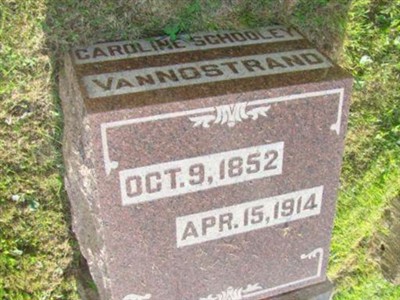 CAROLINE SCHOOLEY
VANNOSTRAND
OCT. 9, 1852
APR. 15, 1914